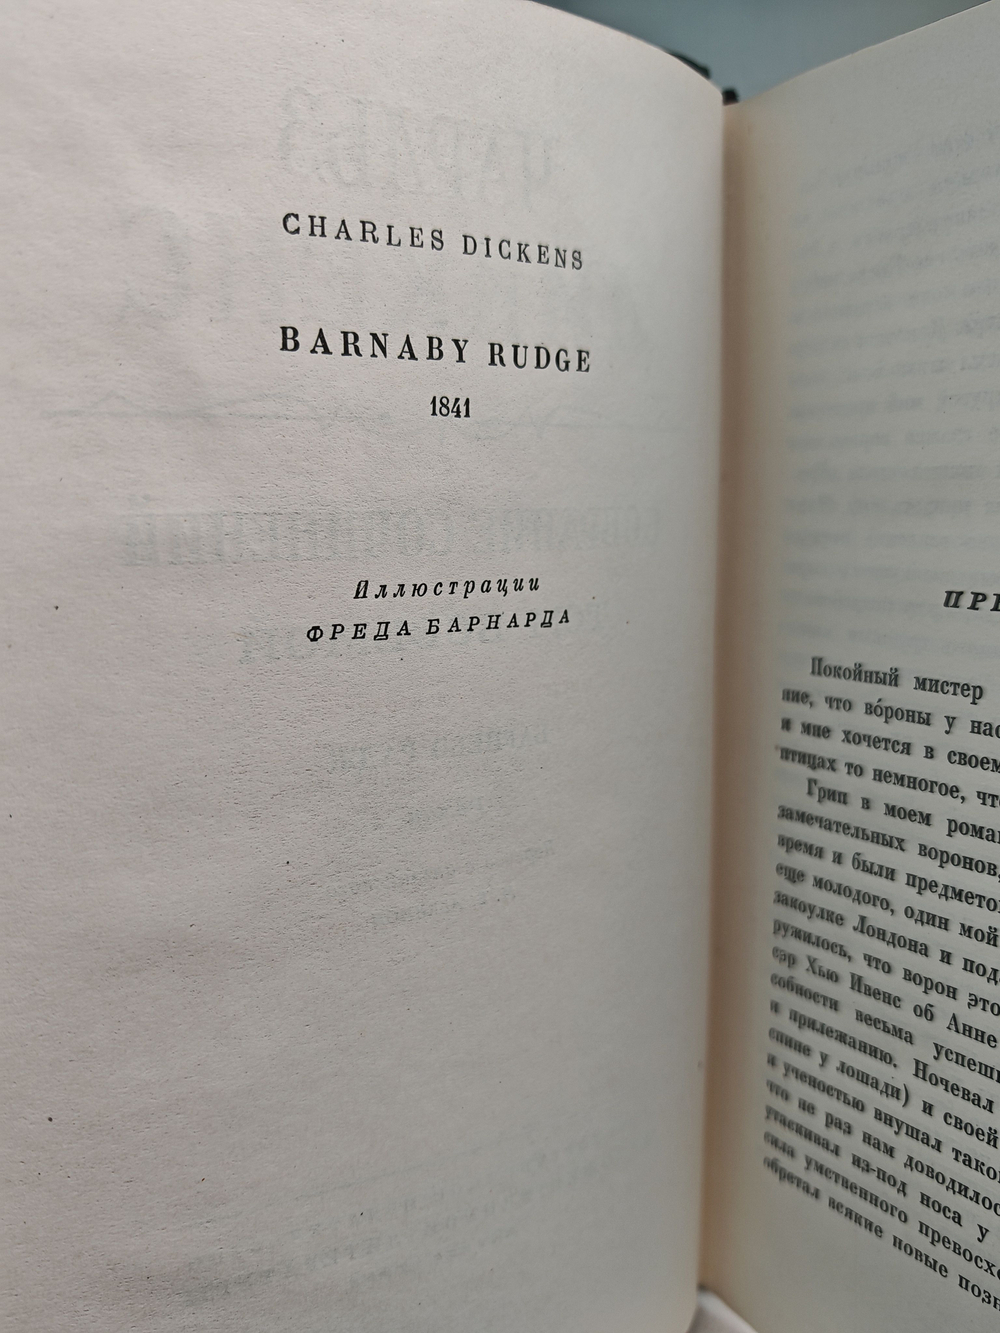 CHARLES DICKENS
BARNABY RUDGE
1841
Иллюстрации
ФРЕДА БАРНАРДА
Покойный мистер
ние, что во́роны у нас
и мне хочется в своем
птицах то немногое, что
Грип в моем рома
замечательных воронов,
время и были предмето
еще молодого, один мой
закоулке Лондона и под
ружилось, что ворон это
сэр Хью Ивенс об Анне
собности весьма успеш
и прилежанию. Ночевал
спине у лошади) и своей
и ученостью внушал тако
что не раз нам доводилос
утаскивал из-под носа у
сила умственного превосх
обретал всякие новые позн